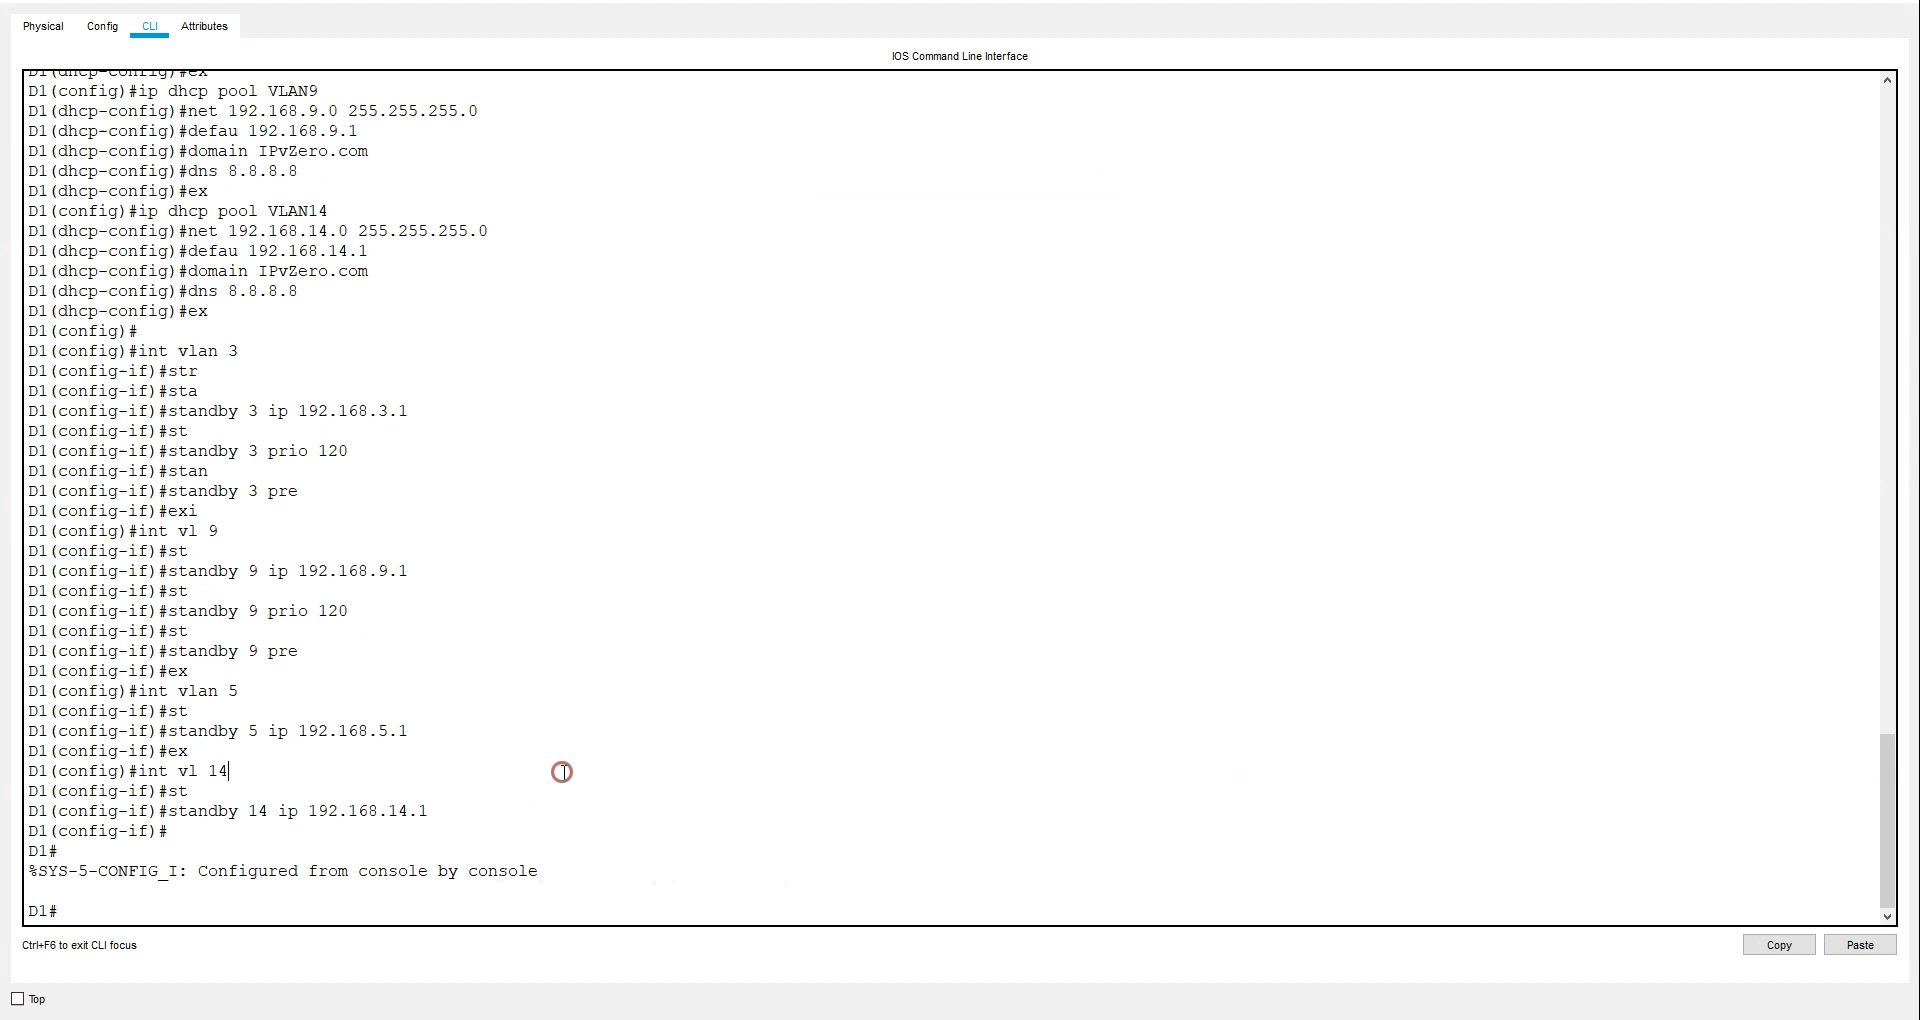 Physical Config CLI Attributes
IOS Command Line Interface
D1(dhcp-config)#ex
D1(config)#ip dhcp pool VLAN9
D1(dhcp-config)#net 192.168.9.0 255.255.255.0
D1(dhcp-config)#defau 192.168.9.1
D1(dhcp-config)#domain IPvZero.com
D1(dhcp-config)#dns 8.8.8.8
D1(dhcp-config)#ex
D1(config)#ip dhcp pool VLAN14
D1(dhcp-config)#net 192.168.14.0 255.255.255.0
D1(dhcp-config)#defau 192.168.14.1
D1(dhcp-config)#domain IPvZero.com
D1(dhcp-config)#dns 8.8.8.8
D1(dhcp-config)#ex
D1(config)#
D1(config)#int vlan 3
D1(config-if)#str
D1(config-if)#sta
D1(config-if)#standby 3 ip 192.168.3.1
D1(config-if)#st
D1(config-if)#standby 3 prio 120
D1(config-if)#stan
D1(config-if)#standby 3 pre
D1(config-if)#exi
D1(config)#int vl 9
D1(config-if)#st
D1(config-if)#standby 9 ip 192.168.9.1
D1(config-if)#st
D1(config-if)#standby 9 prio 120
D1(config-if)#st
D1(config-if)#standby 9 pre
D1(config-if)#ex
D1(config)#int vlan 5
D1(config-if)#st
D1(config-if)#standby 5 ip 192.168.5.1
D1(config-if)#ex
D1(config)#int vl 14
D1(config-if)#st
D1(config-if)#standby 14 ip 192.168.14.1
D1(config-if)#
D1#
%SYS-5-CONFIG_I: Configured from console by console
D1#
Ctrl+F6 to exit CLI focus
Copy Paste
Top